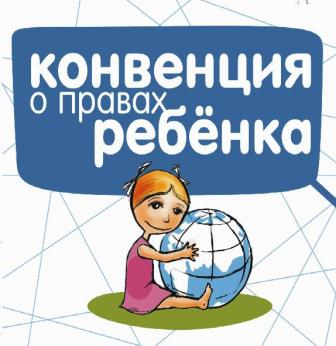 конвенция
о правах
ребёнка